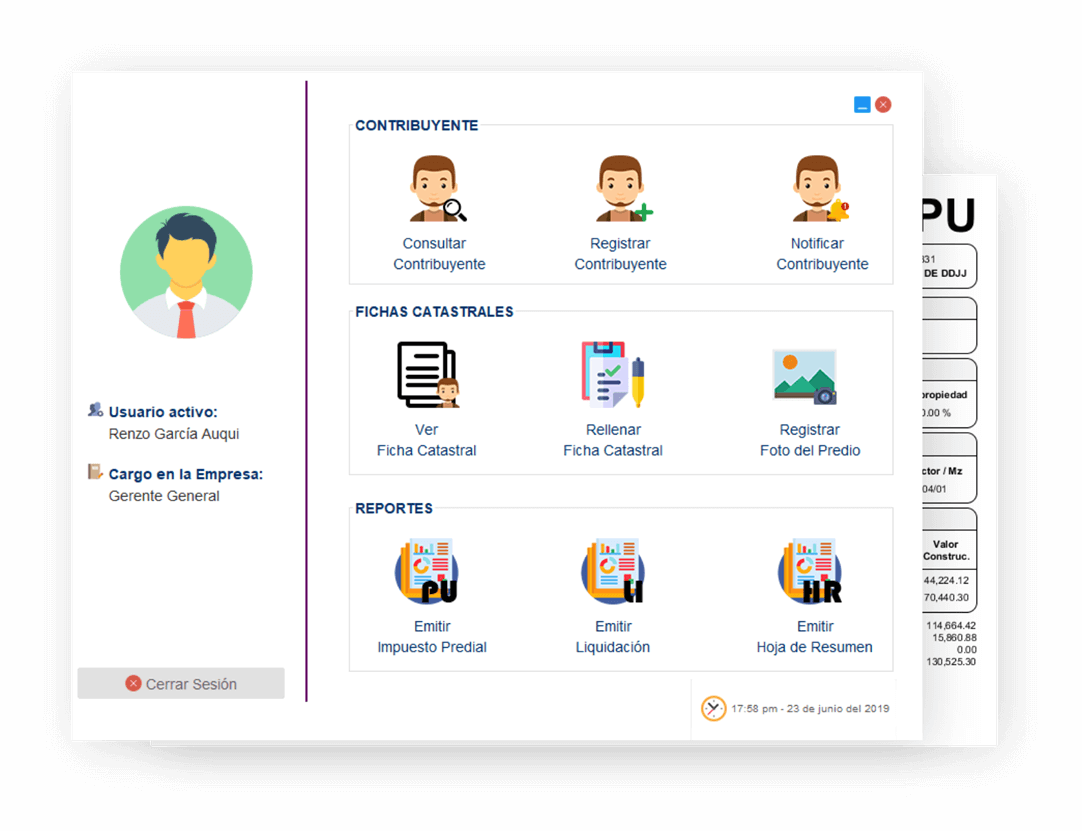 CONTRIBUYENTE
Consultar
Contribuyente
Registrar
Contribuyente
Notificar
Contribuyente
FICHAS CATASTRALES
Ver
Ficha Catastral
Rellenar
Ficha Catastral
Registrar
Foto del Predio
REPORTES
PU
Emitir
Impuesto Predial
LI
Emitir
Liquidación
HR
Emitir
Hoja de Resumen
Usuario activo:
Renzo García Auqui
Cargo en la Empresa:
Gerente General
Cerrar Sesión
17:58 pm - 23 de junio del 2019
PU
331
DE DDJJ
propiedad
0.00 %
ctor / Mz
04/01
Valor
Construc.
44,224.12
70,440.30
114,664.42
15,860.88
0.00
130,525.30